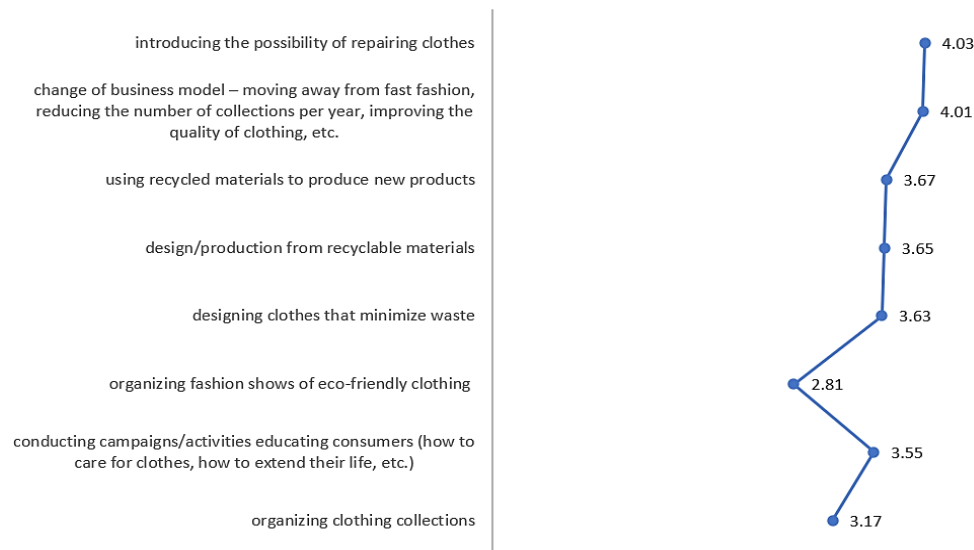 introducing the possibility of repairing clothes
4.03
change of business model – moving away from fast fashion,
reducing the number of collections per year, improving the
quality of clothing, etc.
4.01
using recycled materials to produce new products
3.67
design/production from recyclable materials
3.65
designing clothes that minimize waste
3.63
organizing fashion shows of eco-friendly clothing
2.81
conducting campaigns/activities educating consumers (how to
care for clothes, how to extend their life, etc.)
3.55
organizing clothing collections
3.17